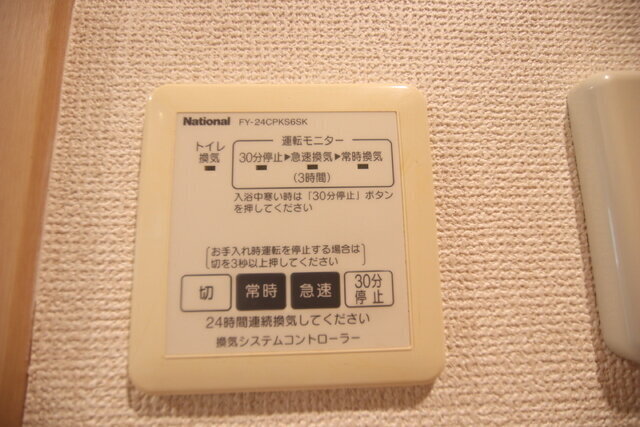 National FY-24CPKS6SK
運転モニター
トイレ
換気
30分停止▶急速換気▶常時換気
(3時間)
入浴中寒い時は「30分停止」ボタン
を押してください
お手入れ時運転を停止する場合は
切を3秒以上押してください
切 常時 急速 30分
停止
24時間連続換気してください
換気システムコントローラー